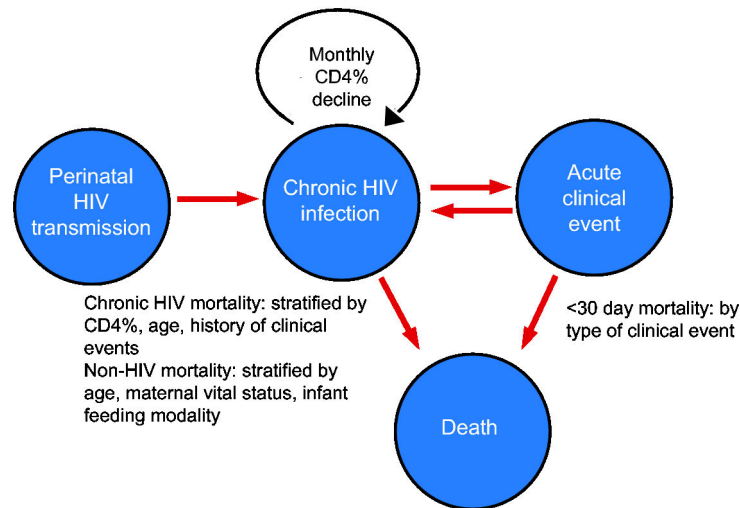 Monthly
CD4%
decline
Perinatal
HIV
transmission
Chronic HIV
infection
Acute
clinical
event
Chronic HIV mortality: stratified by
CD4%, age, history of clinical
events
Non-HIV mortality: stratified by
age, maternal vital status, infant
feeding modality
<30 day mortality: by
type of clinical event
Death